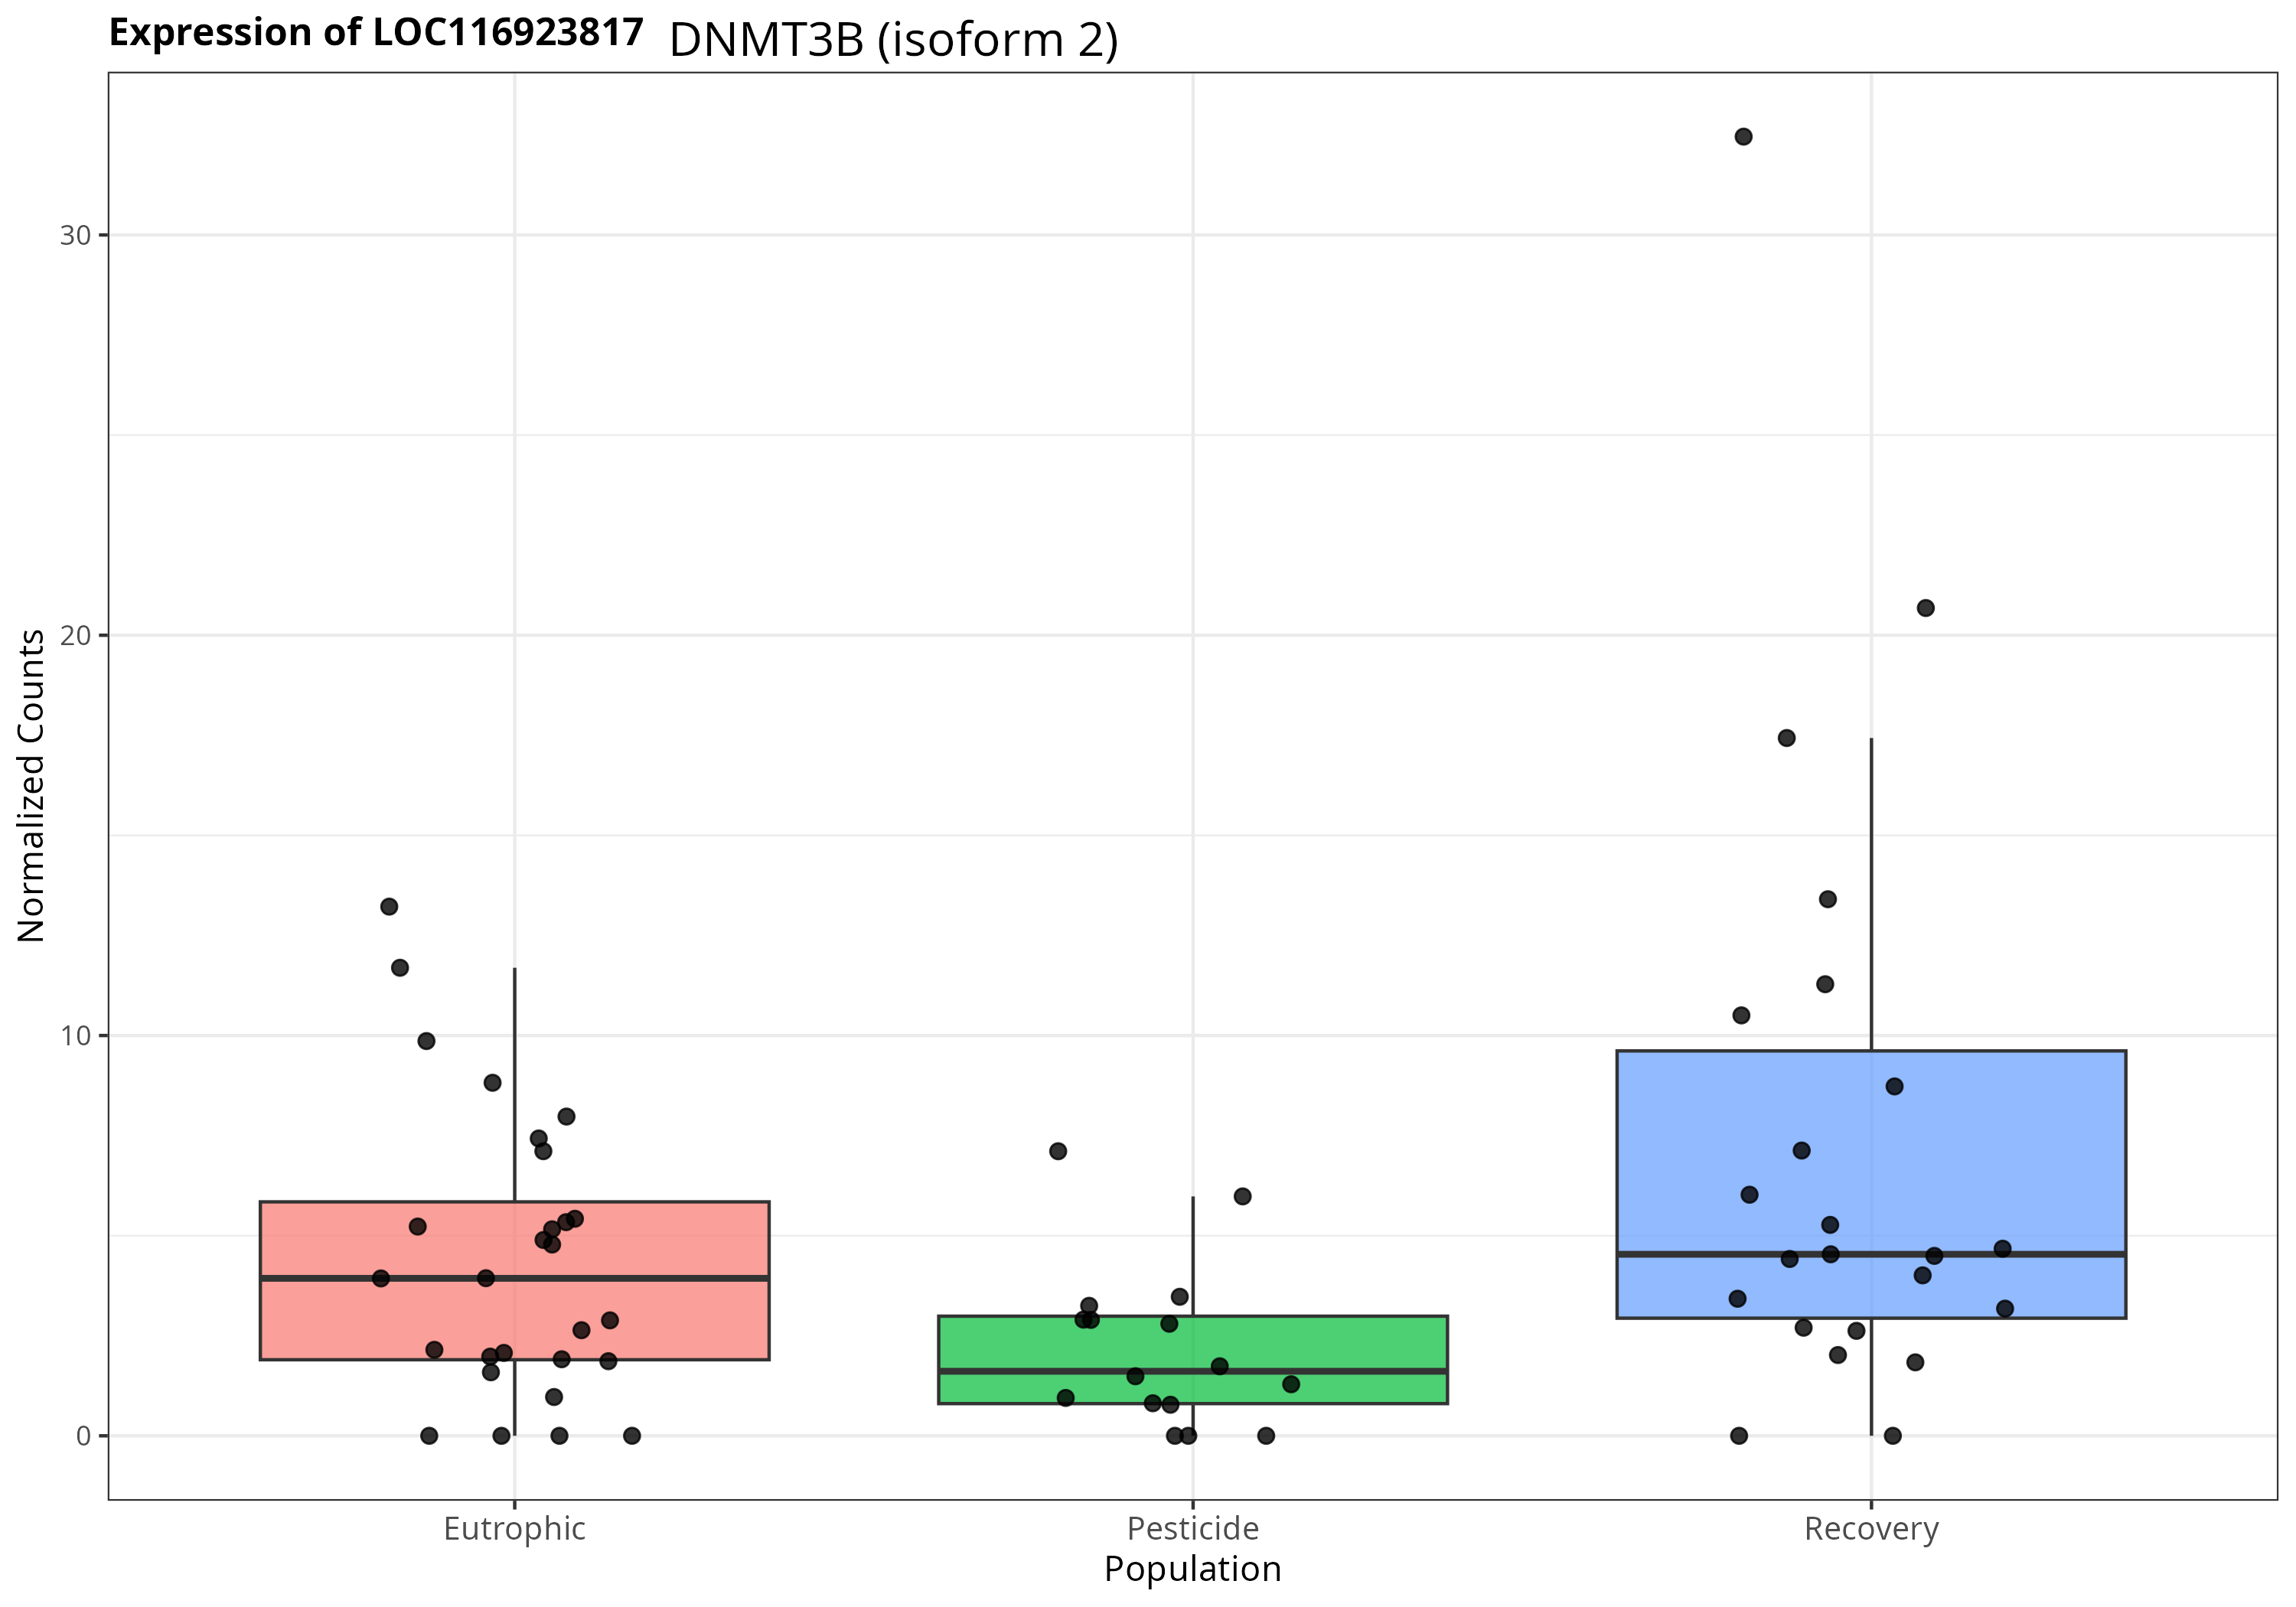 Expression of LOC116923817 DNMT3B (isoform 2)
Normalized Counts
30
20
10
0
Eutrophic Pesticide Recovery
Population